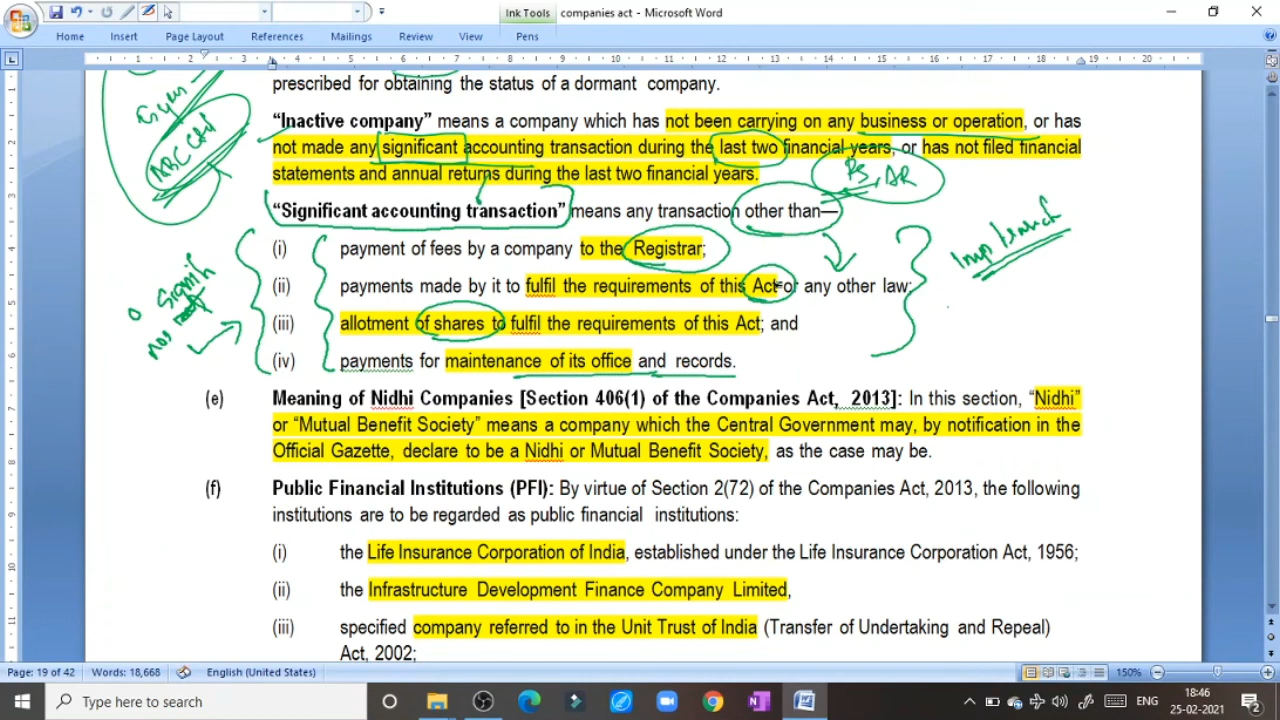 Ink Tools
companies act - Microsoft Word
Home Insert Page Layout References Mailings Review View Pens
prescribed for obtaining the status of a dormant company.
“Inactive company” means a company which has not been carrying on any business or operation, or has
not made any significant accounting transaction during the last two financial years, or has not filed financial
statements and annual returns during the last two financial years.
“Significant accounting transaction” means any transaction other than—
(i) payment of fees by a company to the Registrar;
(ii) payments made by it to fulfil the requirements of this Act or any other law;
(iii) allotment of shares to fulfil the requirements of this Act; and
(iv) payments for maintenance of its office and records.
(e) Meaning of Nidhi Companies [Section 406(1) of the Companies Act, 2013]: In this section, “Nidhi”
or “Mutual Benefit Society” means a company which the Central Government may, by notification in the
Official Gazette, declare to be a Nidhi or Mutual Benefit Society, as the case may be.
(f) Public Financial Institutions (PFI): By virtue of Section 2(72) of the Companies Act, 2013, the following
institutions are to be regarded as public financial institutions:
(i) the Life Insurance Corporation of India, established under the Life Insurance Corporation Act, 1956;
(ii) the Infrastructure Development Finance Company Limited,
(iii) specified company referred to in the Unit Trust of India (Transfer of Undertaking and Repeal)
Act, 2002;
Page: 19 of 42 Words: 18,668 English (United States) 150%
Type here to search
ENG
18:46
25-02-2021
2